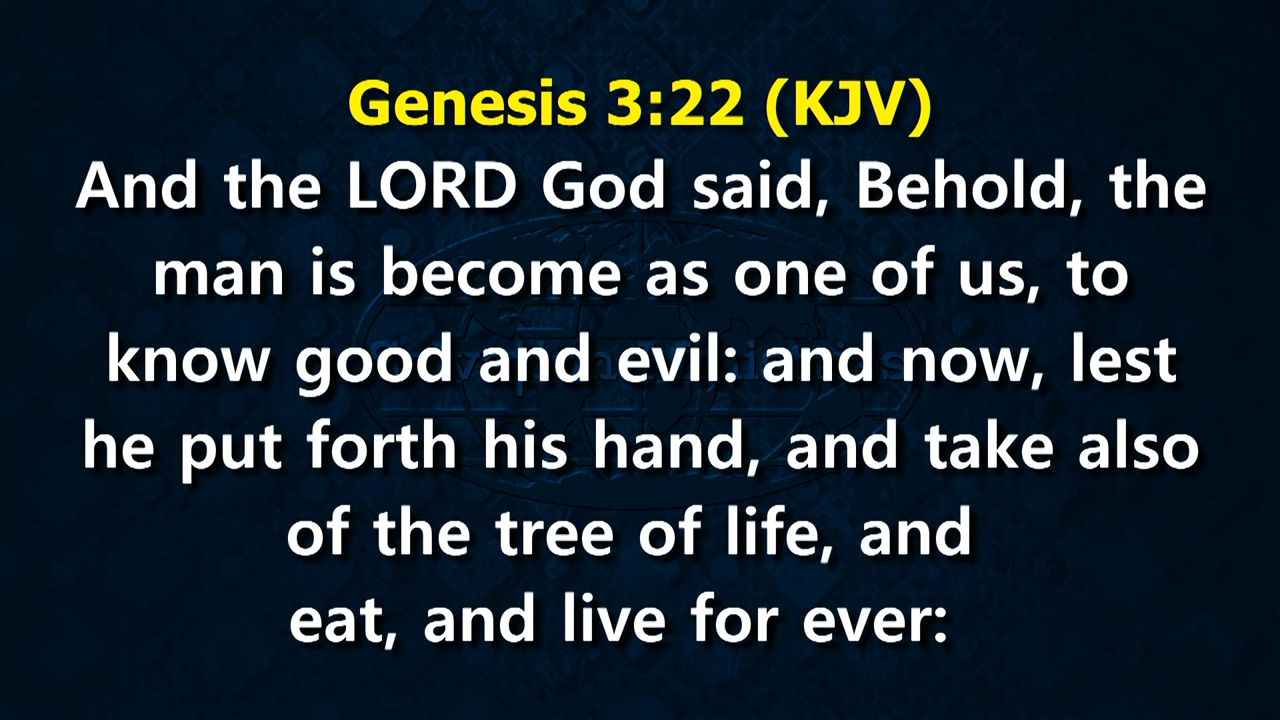 Genesis 3:22 (KJV)
And the LORD God said, Behold, the
man is become as one of us, to
know good and evil: and now, lest
he put forth his hand, and take also
of the tree of life, and
eat, and live for ever: